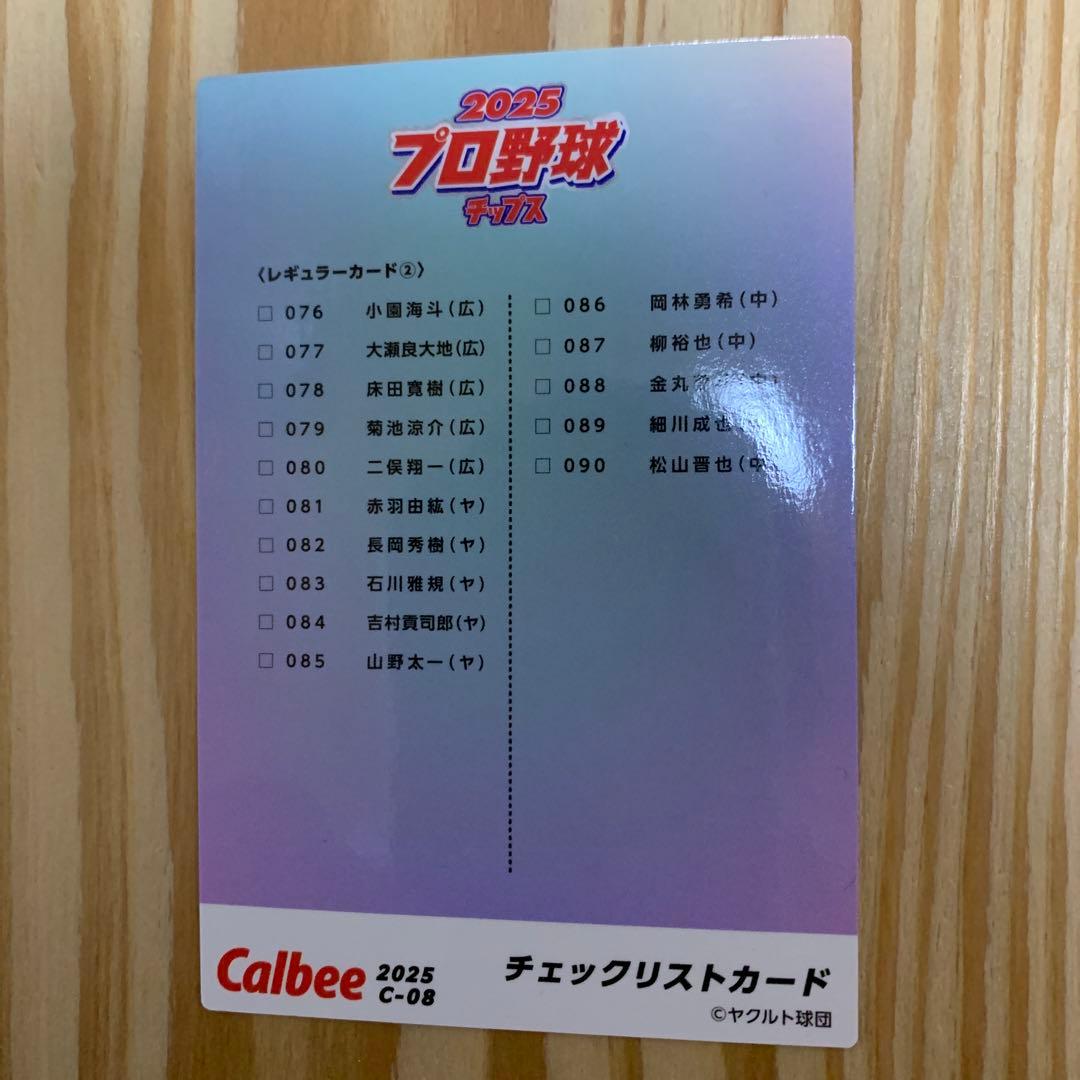 2025
プロ野球
チップス
〈レギュラーカード②〉
□ 076 小園海斗(広)
□ 077 大瀬良大地(広)
□ 078 床田寛樹(広)
□ 079 菊池涼介(広)
□ 080 二俣翔一(広)
□ 081 赤羽由紘(ヤ)
□ 082 長岡秀樹(ヤ)
□ 083 石川雅規(ヤ)
□ 084 吉村貢司郎(ヤ)
□ 085 山野太一(ヤ)
□ 086 岡林勇希(中)
□ 087 柳裕也(中)
□ 088 金丸
□ 089 細川成也
□ 090 松山晋也(中)
Calbee 2025 C-08
チェックリストカード
©ヤクルト球団